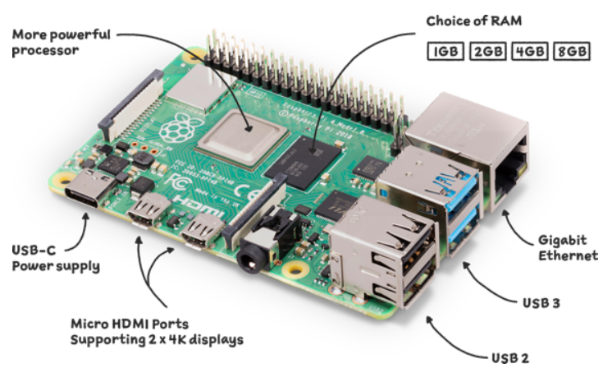 More powerful
processor
Choice of RAM
1GB 2GB 4GB 8GB
HDMI
USB-C
Power supply
Micro HDMI Ports
Supporting 2 x 4K displays
Gigabit
Ethernet
USB 3
USB 2